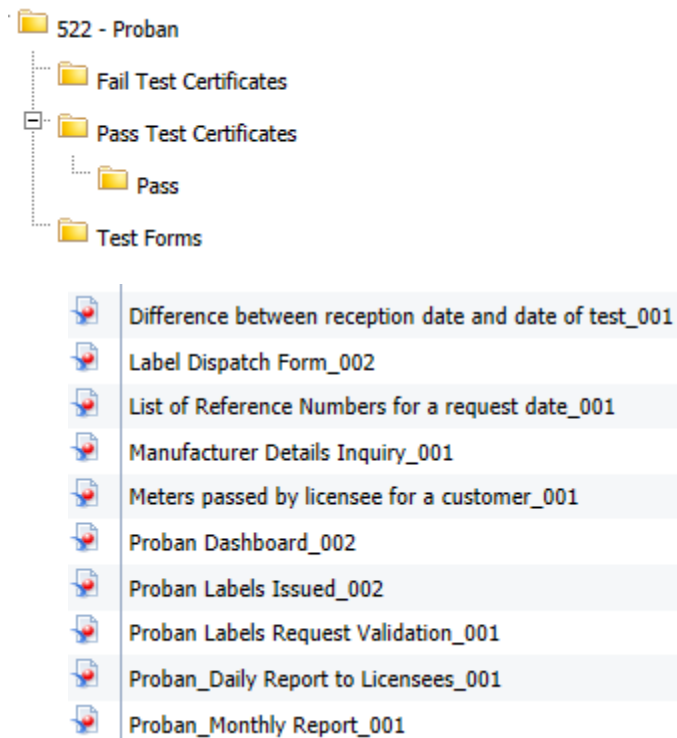 522 - Proban
Fail Test Certificates
Pass Test Certificates
Pass
Test Forms
Difference between reception date and date of test_001
Label Dispatch Form_002
List of Reference Numbers for a request date_001
Manufacturer Details Inquiry_001
Meters passed by licensee for a customer_001
Proban Dashboard_002
Proban Labels Issued_002
Proban Labels Request Validation_001
Proban_Daily Report to Licensees_001
Proban_Monthly Report_001